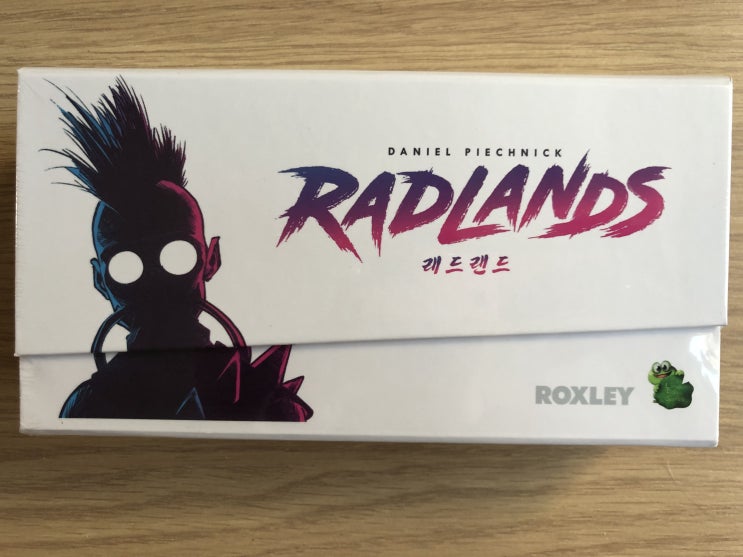 DANIEL PIECHNICK
RADLANDS
래드랜드
ROXLEY